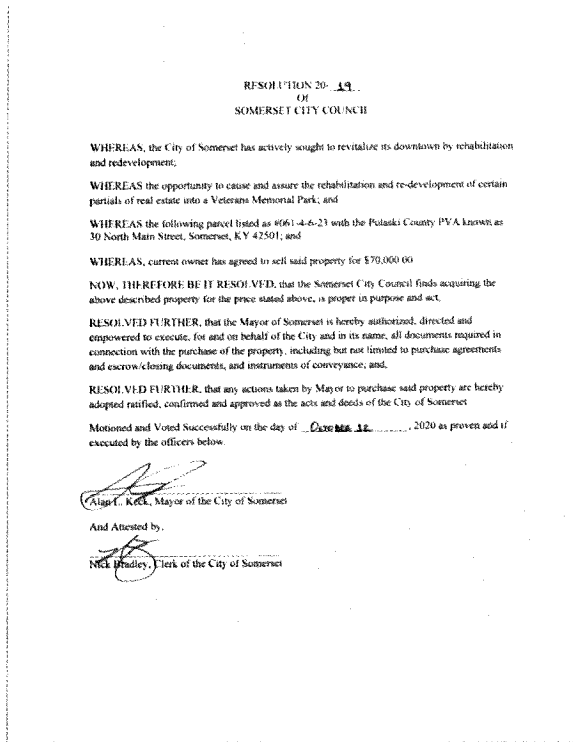 RESOLUTION 20- 19
Of
SOMERSET CITY COUNCIL
WHEREAS, the City of Somerset has actively sought to revitalize its downtown by rehabilitation
and redevelopment;
WHEREAS the opportunity to cause and assure the rehabilitation and re-development of certain
partials of real estate into a Veterans Memorial Park; and
WHEREAS the following parcel listed as #061-4-6-23 with the Pulaski County PVA known as
30 North Main Street, Somerset, KY 42501; and
WHEREAS, current owner has agreed to sell said property for $70,000.00
NOW, THEREFORE BE IT RESOLVED, that the Somerset City Council finds acquiring the
above described property for the price stated above, is proper in purpose and act,
RESOLVED FURTHER, that the Mayor of Somerset is hereby authorized, directed and
empowered to execute, for and on behalf of the City and in its name, all documents required in
connection with the purchase of the property, including but not limited to purchase agreements
and escrow/closing documents, and instruments of conveyance; and,
RESOLVED FURTHER, that any actions taken by Mayor to purchase said property are hereby
adopted ratified, confirmed and approved as the acts and deeds of the City of Somerset
Motioned and Voted Successfully on the day of October 12, 2020 as proven and if
executed by the officers below.
Alan L. Keck, Mayor of the City of Somerset
And Attested by,
Nick Bradley, Clerk of the City of Somerset